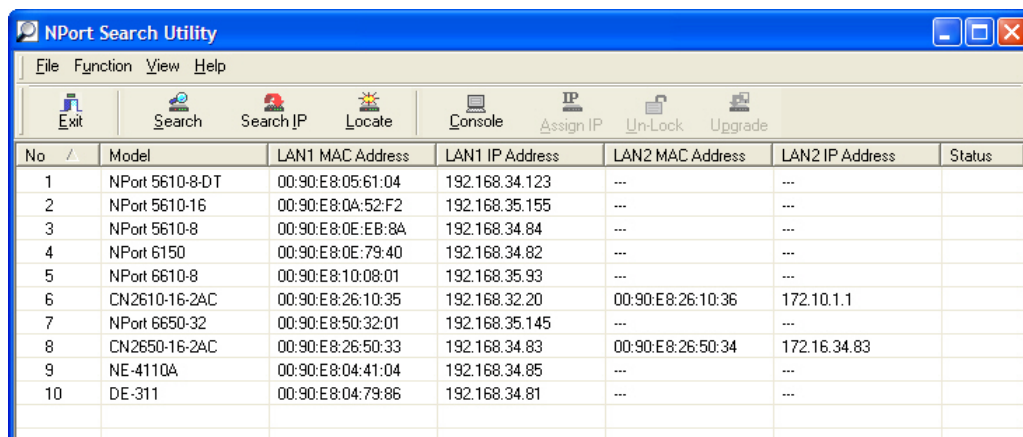 NPort Search Utility
File Function View Help
Exit Search Search IP Locate Console Assign IP Un-Lock Upgrade
No Model LAN1 MAC Address LAN1 IP Address LAN2 MAC Address LAN2 IP Address Status
1 NPort 5610-8-DT 00:90:E8:05:61:04 192.168.34.123 --- ---
2 NPort 5610-16 00:90:E8:0A:52:F2 192.168.35.155 --- ---
3 NPort 5610-8 00:90:E8:0E:EB:8A 192.168.34.84 --- ---
4 NPort 6150 00:90:E8:0E:79:40 192.168.34.82 --- ---
5 NPort 6610-8 00:90:E8:10:08:01 192.168.35.93 --- ---
6 CN2610-16-2AC 00:90:E8:26:10:35 192.168.32.20 00:90:E8:26:10:36 172.10.1.1
7 NPort 6650-32 00:90:E8:50:32:01 192.168.35.145 --- ---
8 CN2650-16-2AC 00:90:E8:26:50:33 192.168.34.83 00:90:E8:26:50:34 172.16.34.83
9 NE-4110A 00:90:E8:04:41:04 192.168.34.85 --- ---
10 DE-311 00:90:E8:04:79:86 192.168.34.81 --- ---